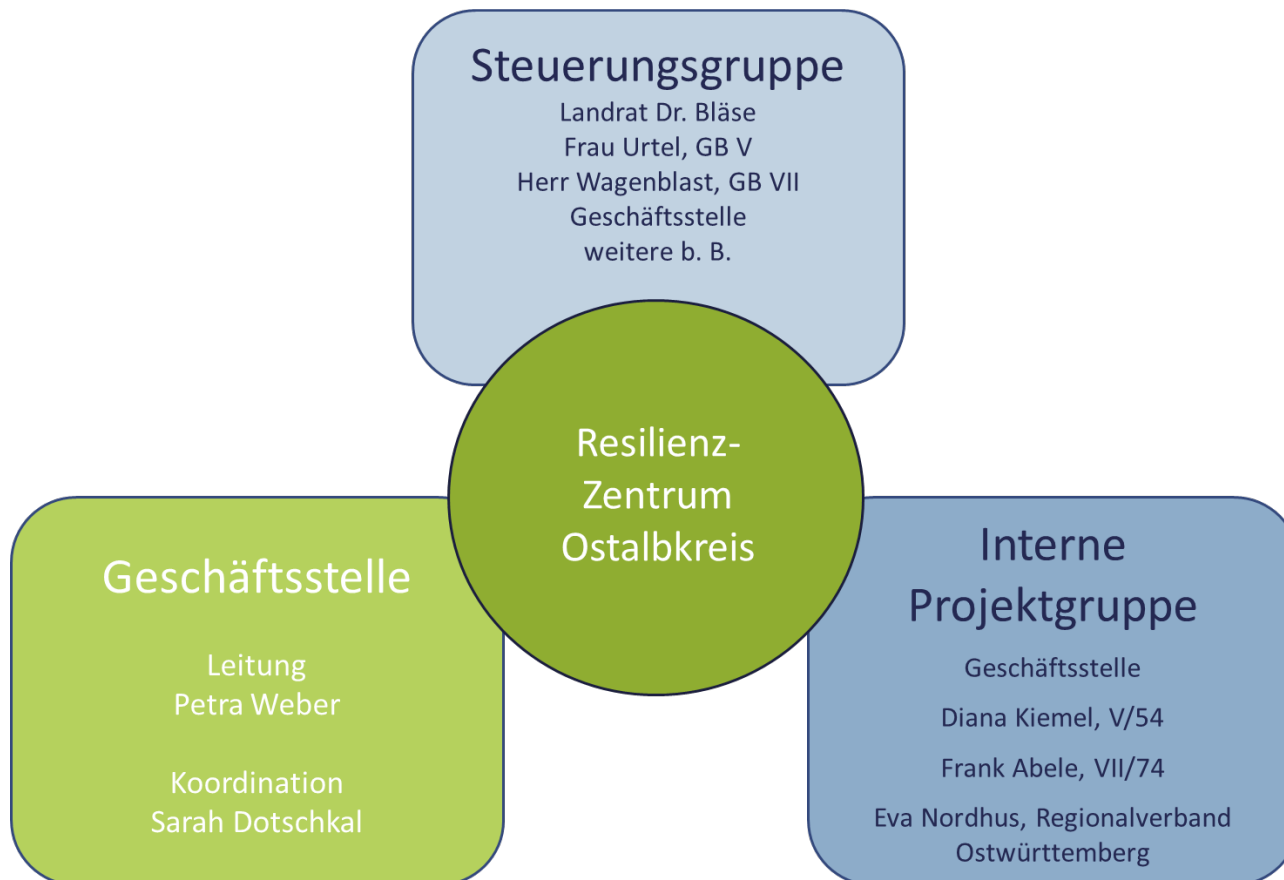 Steuerungsgruppe
Landrat Dr. Bläse
Frau Urtel, GB V
Herr Wagenblast, GB VII
Geschäftsstelle
weitere b. B.
Resilienz-
Zentrum
Ostalbkreis
Geschäftsstelle
Leitung
Petra Weber
Koordination
Sarah Dotschkal
Interne
Projektgruppe
Geschäftsstelle
Diana Kiemel, V/54
Frank Abele, VII/74
Eva Nordhus, Regionalverband
Ostwürttemberg